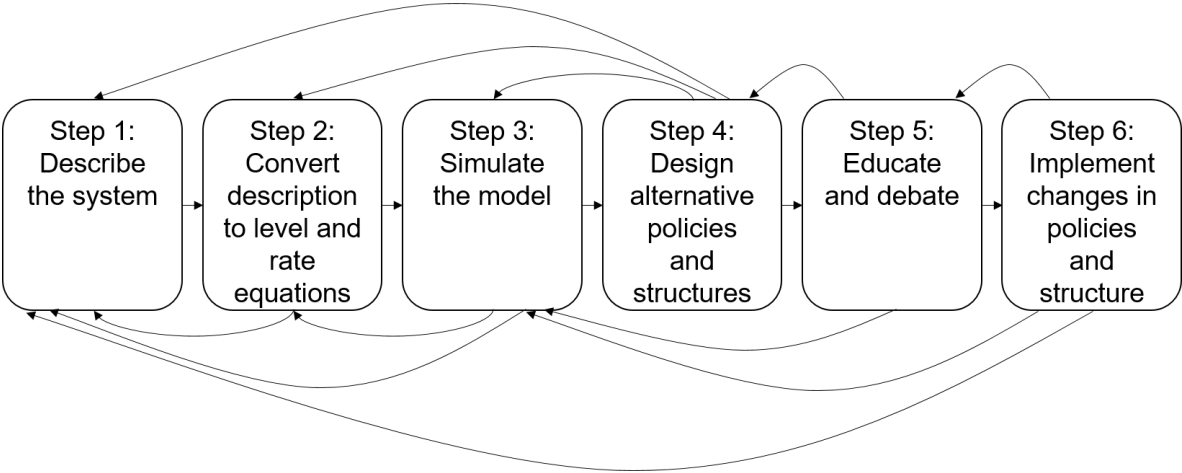 Step 1:
Describe
the system
Step 2:
Convert
description
to level and
rate
equations
Step 3:
Simulate
the model
Step 4:
Design
alternative
policies
and
structures
Step 5:
Educate
and debate
Step 6:
Implement
changes in
policies
and
structure